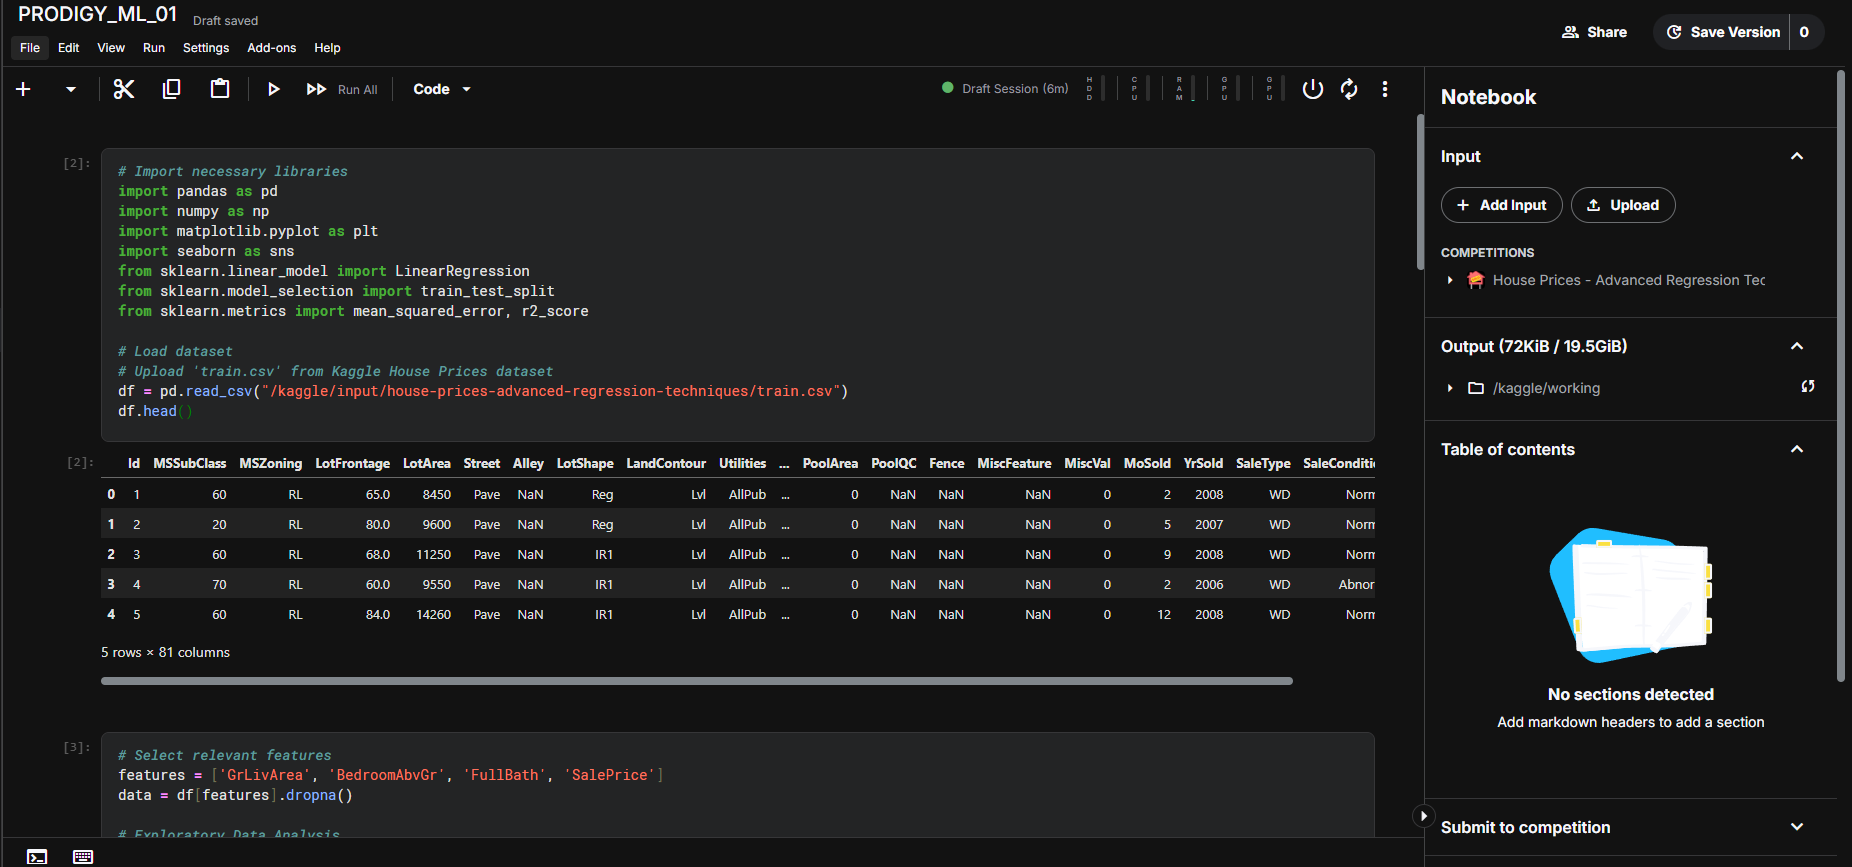 PRODIGY_ML_01 Draft saved
File Edit View Run Settings Add-ons Help
Share Save Version 0
Run All Code Draft Session (6m) HDD CPU RAM GPU GPU
[2]:
# Import necessary libraries
import pandas as pd
import numpy as np
import matplotlib.pyplot as plt
import seaborn as sns
from sklearn.linear_model import LinearRegression
from sklearn.model_selection import train_test_split
from sklearn.metrics import mean_squared_error, r2_score
# Load dataset
# Upload 'train.csv' from Kaggle House Prices dataset
df = pd.read_csv("/kaggle/input/house-prices-advanced-regression-techniques/train.csv")
df.head()
[2]:
Id MSSubClass MSZoning LotFrontage LotArea Street Alley LotShape LandContour Utilities ... PoolArea PoolQC Fence MiscFeature MiscVal MoSold YrSold SaleType SaleConditi
0 1 60 RL 65.0 8450 Pave NaN Reg Lvl AllPub ... 0 NaN NaN NaN 0 2 2008 WD Norm
1 2 20 RL 80.0 9600 Pave NaN Reg Lvl AllPub ... 0 NaN NaN NaN 0 5 2007 WD Norm
2 3 60 RL 68.0 11250 Pave NaN IR1 Lvl AllPub ... 0 NaN NaN NaN 0 9 2008 WD Norm
3 4 70 RL 60.0 9550 Pave NaN IR1 Lvl AllPub ... 0 NaN NaN NaN 0 2 2006 WD Abnor
4 5 60 RL 84.0 14260 Pave NaN IR1 Lvl AllPub ... 0 NaN NaN NaN 0 12 2008 WD Norm
5 rows × 81 columns
[3]:
# Select relevant features
features = ['GrLivArea', 'BedroomAbvGr', 'FullBath', 'SalePrice']
data = df[features].dropna()
# Exploratory Data Analysis
Notebook
Input
Add Input Upload
COMPETITIONS
House Prices - Advanced Regression Tec
Output (72KiB / 19.5GiB)
/kaggle/working
Table of contents
No sections detected
Add markdown headers to add a section
Submit to competition